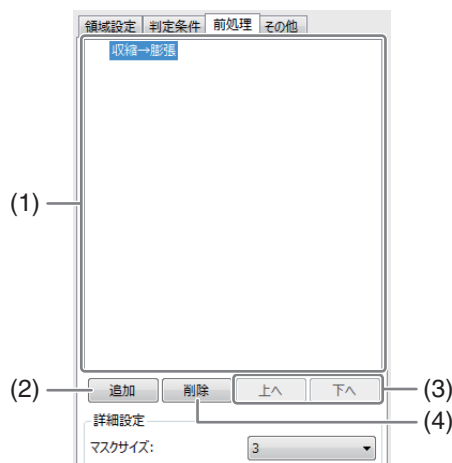 領域設定 判定条件 前処理 その他
収縮→膨張
(1)
(2) 追加 削除 上へ 下へ (3)
(4)
詳細設定
マスクサイズ: 3